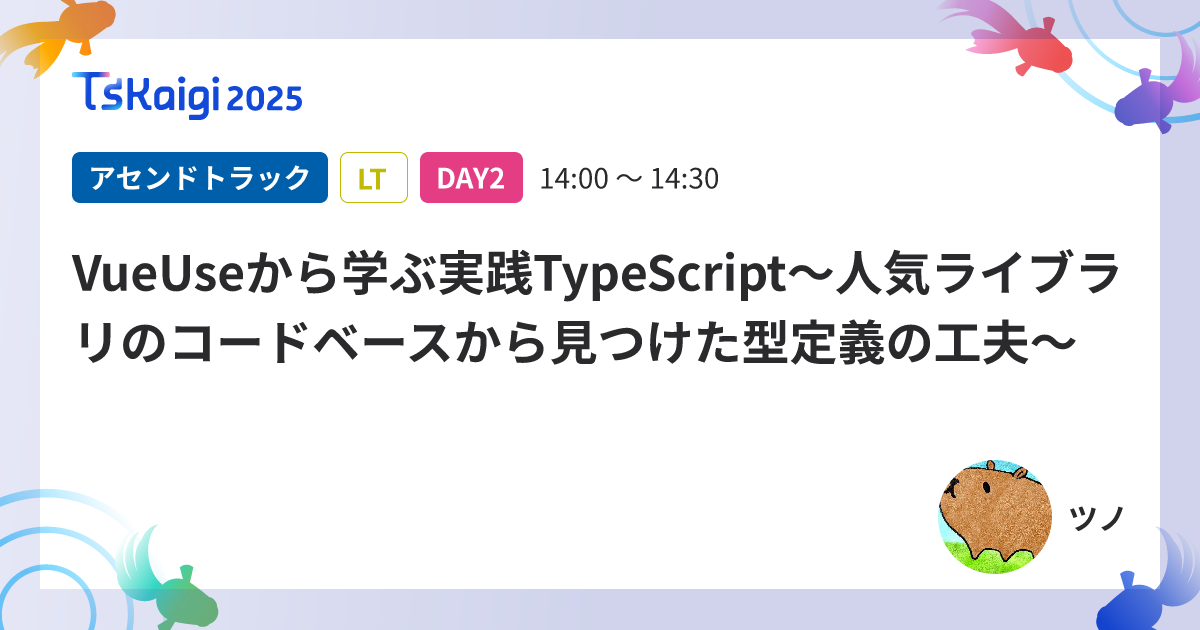 TSKaigi 2025
アセンドトラック LT DAY2 14:00 〜 14:30
VueUseから学ぶ実践TypeScript〜人気ライブラ
リのコードベースから見つけた型定義の工夫〜
ツノ